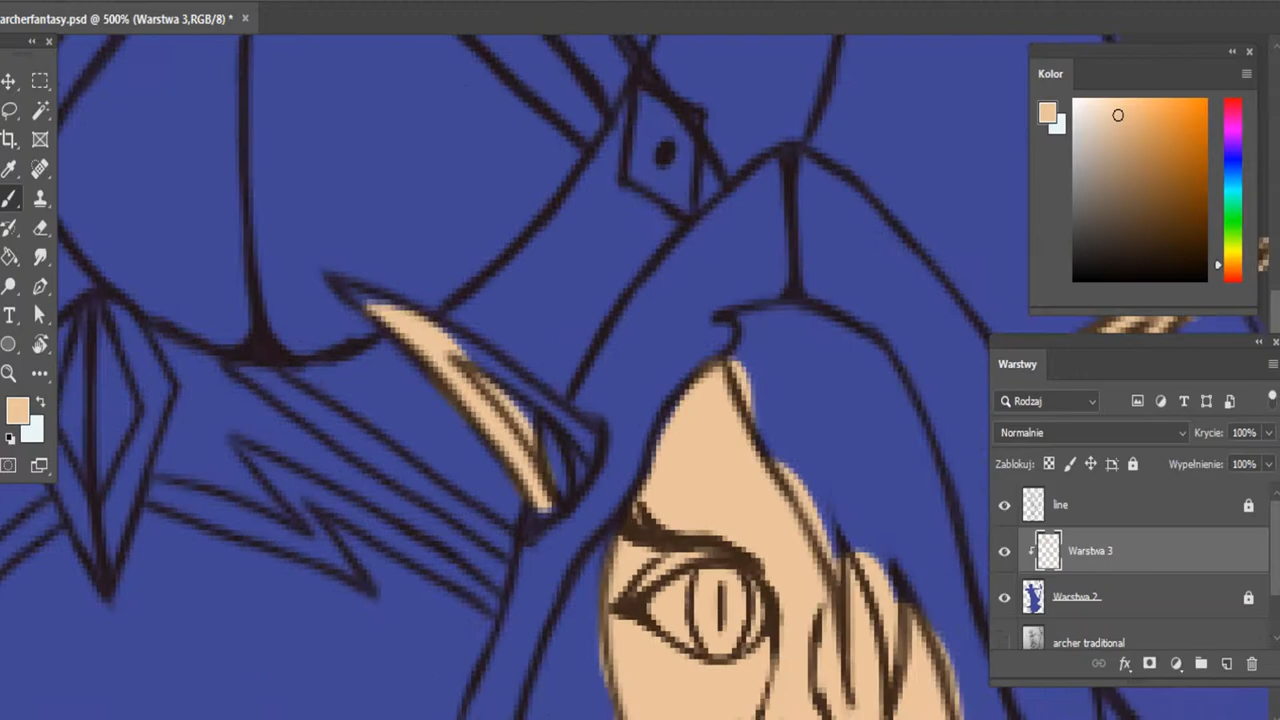 archerfantasy.psd @ 500% (Warstwa 3,RGB/8) *
Kolor
Warstwy
Rodzaj
Normalnie
Krycie: 100%
Zablokuj:
Wypełnienie: 100%
line
Warstwa 3
Warstwa 2
archer traditional